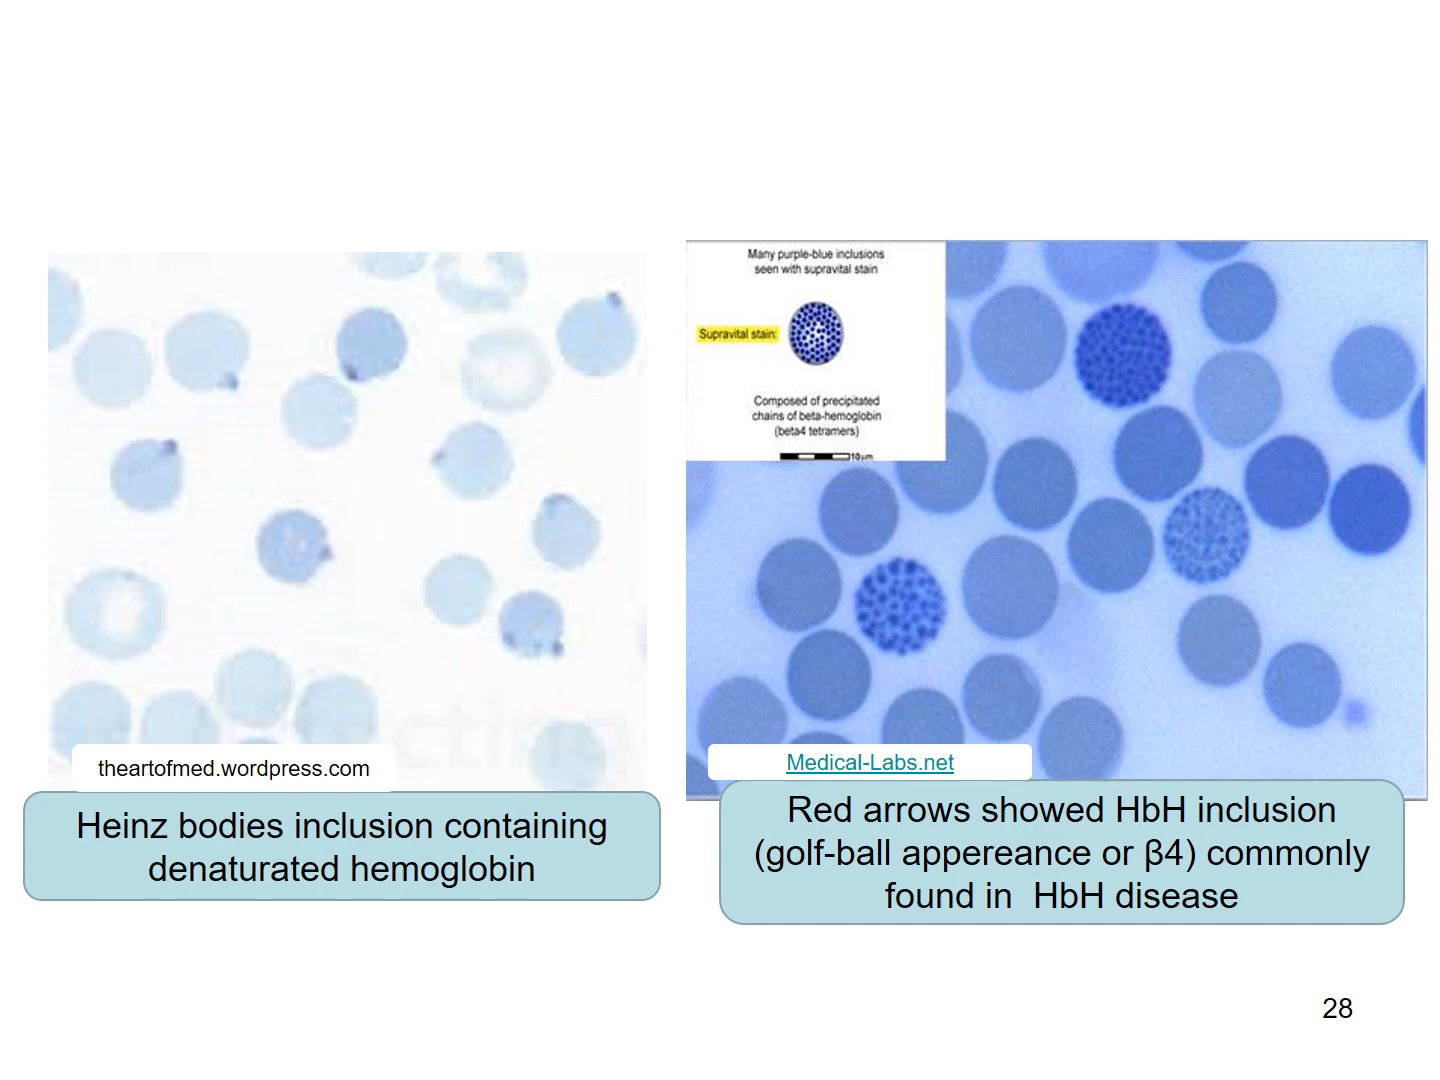 Many purple-blue inclusions
seen with supravital stain
Supravital stain:
Composed of precipitated
chains of beta-hemoglobin
(beta4 tetramers)
10µm
theartofmed.wordpress.com
Medical-Labs.net
Heinz bodies inclusion containing
denaturated hemoglobin
Red arrows showed HbH inclusion
(golf-ball appereance or β4) commonly
found in  HbH disease
28